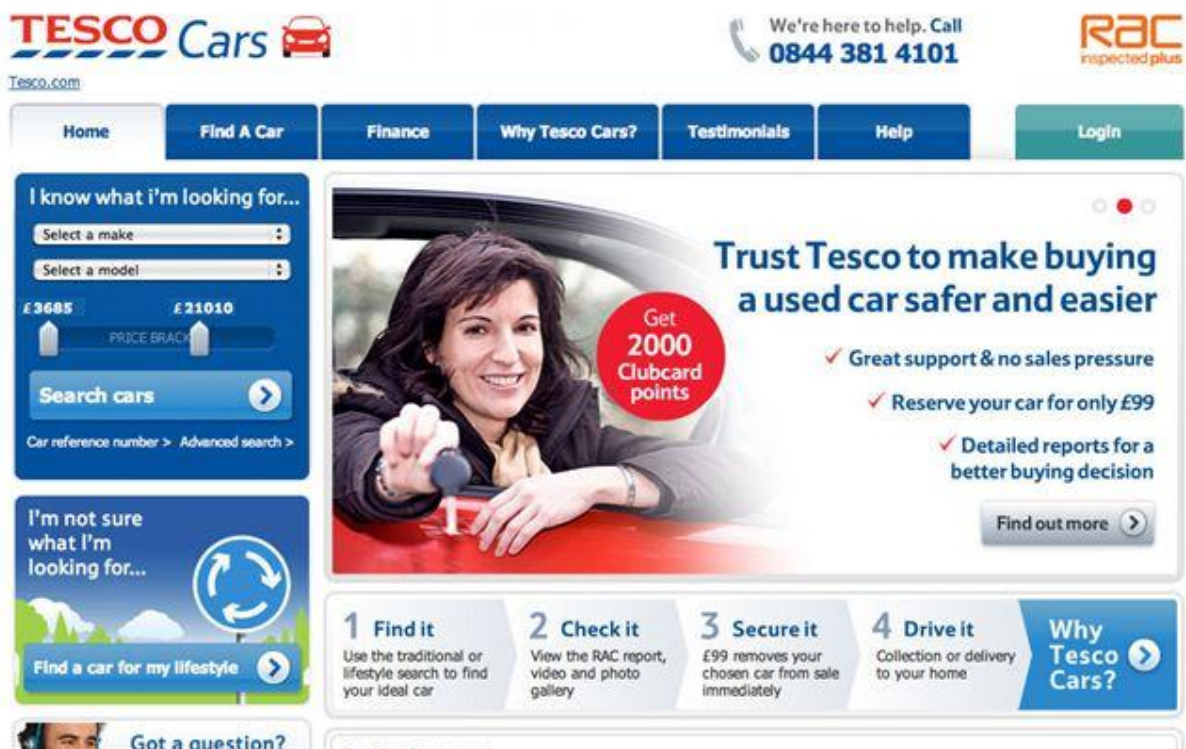 TESCO Cars
We're here to help. Call
0844 381 4101
RAC
inspected plus
Tesco.com
Home
Find A Car
Finance
Why Tesco Cars?
Testimonials
Help
Login
I know what i'm looking for...
Select a make
Select a model
£3685
£21010
PRICE BRACK
Search cars
Car reference number >
Advanced search >
Get
2000
Clubcard
points
Trust Tesco to make buying
a used car safer and easier
Great support & no sales pressure
Reserve your car for only £99
Detailed reports for a
better buying decision
Find out more
I'm not sure
what I'm
looking for...
Find a car for my lifestyle
1 Find it
Use the traditional or
lifestyle search to find
your ideal car
2 Check it
View the RAC report,
video and photo
gallery
3 Secure it
£99 removes your
chosen car from sale
immediately
4 Drive it
Collection or delivery
to your home
Why
Tesco
Cars?
Got a question?